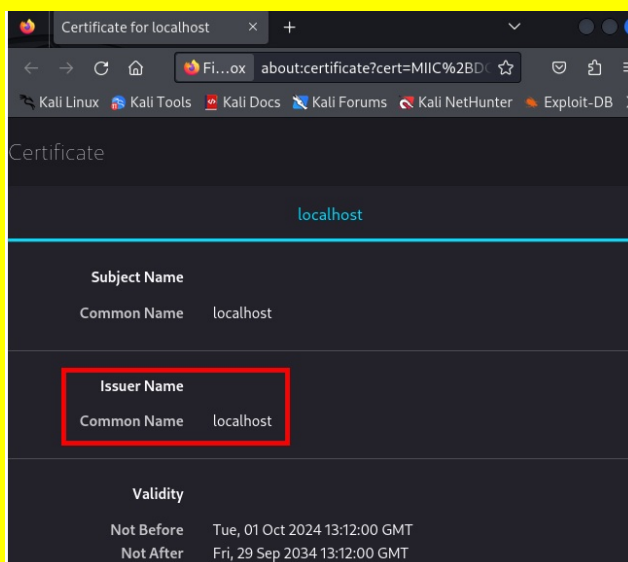 Certificate for localhost
Fi...ox about:certificate?cert=MIIC%2BD
Kali Linux Kali Tools Kali Docs Kali Forums Kali NetHunter Exploit-DB
Certificate
localhost
Subject Name
Common Name localhost
Issuer Name
Common Name localhost
Validity
Not Before Tue, 01 Oct 2024 13:12:00 GMT
Not After Fri, 29 Sep 2034 13:12:00 GMT